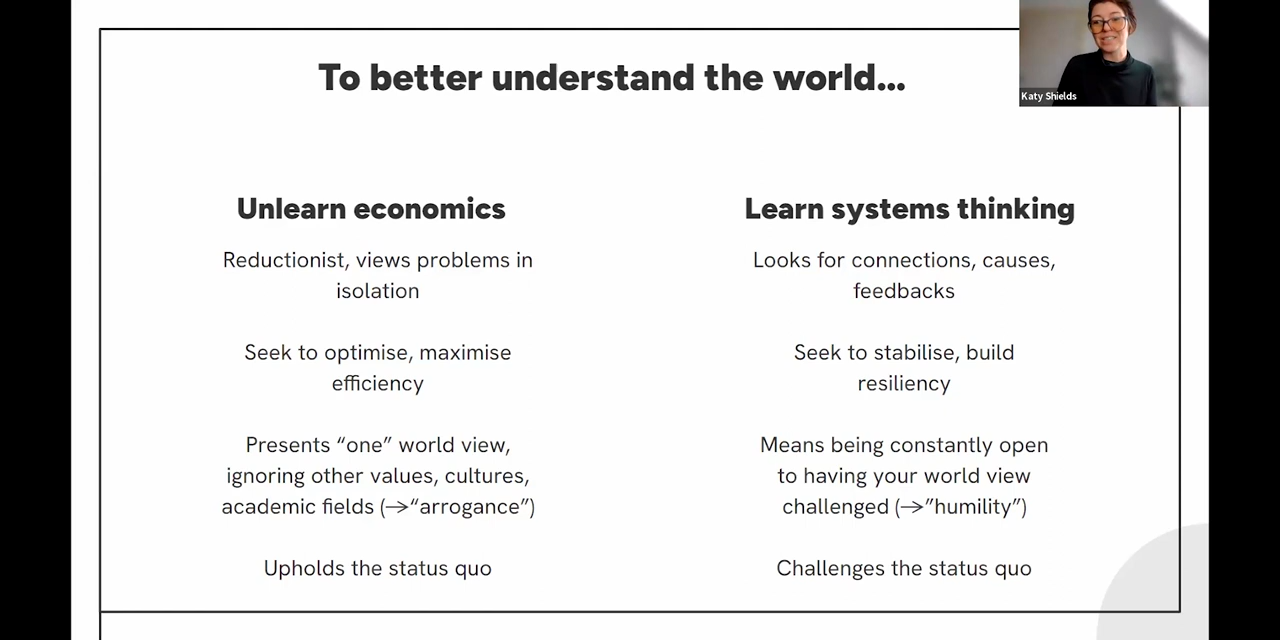 To better understand the world...
Katy Shields
Unlearn economics
Reductionist, views problems in
isolation
Seek to optimise, maximise
efficiency
Presents “one” world view,
ignoring other values, cultures,
academic fields (→“arrogance”)
Upholds the status quo
Learn systems thinking
Looks for connections, causes,
feedbacks
Seek to stabilise, build
resiliency
Means being constantly open
to having your world view
challenged (→”humility”)
Challenges the status quo